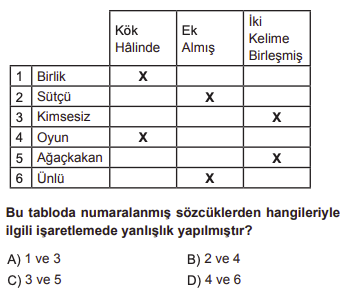 Kök Hâlinde Ek Almış İki Kelime Birleşmiş
1 Birlik X
2 Sütçü X
3 Kimsesiz X
4 Oyun X
5 Ağaçkakan X
6 Ünlü X
Bu tabloda numaralanmış sözcüklerden hangileriyle
ilgili işaretlemede yanlışlık yapılmıştır?
A) 1 ve 3 B) 2 ve 4
C) 3 ve 5 D) 4 ve 6